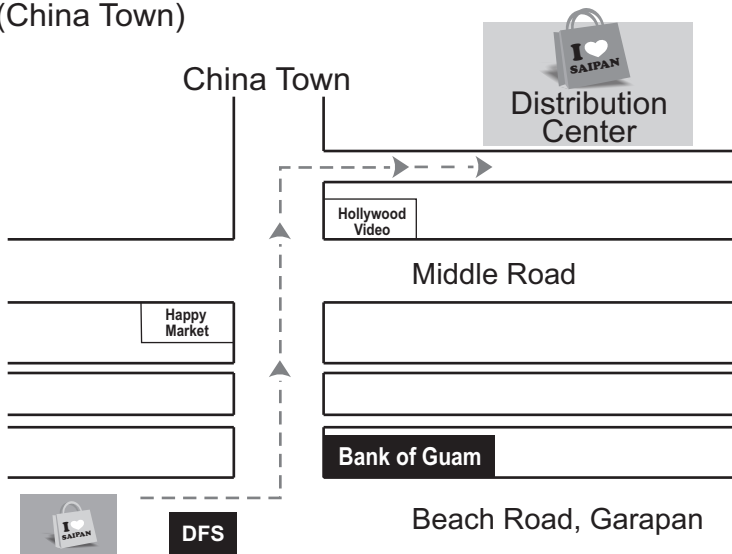 (China Town)
China Town
I
SAIPAN
Distribution
Center
Hollywood
Video
Middle Road
Happy
Market
Bank of Guam
I
SAIPAN
DFS
Beach Road, Garapan